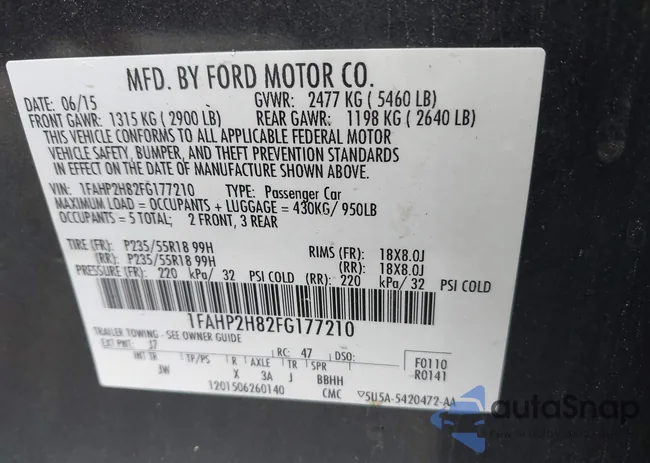 MFD. BY FORD MOTOR CO.
DATE: 06/15 GVWR: 2477 KG ( 5460 LB)
FRONT GAWR: 1315 KG ( 2900 LB) REAR GAWR: 1198 KG ( 2640 LB)
THIS VEHICLE CONFORMS TO ALL APPLICABLE FEDERAL MOTOR
VEHICLE SAFETY, BUMPER, AND THEFT PREVENTION STANDARDS
IN EFFECT ON THE DATE OF MANUFACTURE SHOWN ABOVE.
VIN: 1FAHP2H82FG177210 TYPE: Passenger Car
MAXIMUM LOAD = OCCUPANTS + LUGGAGE = 430KG/ 950LB
OCCUPANTS = 5 TOTAL; 2 FRONT, 3 REAR
TIRE (FR): P235/55R18 99H RIMS (FR): 18X8.0J
(RR): P235/55R18 99H (RR): 18X8.0J
PRESSURE (FR): 220 kPa/ 32 PSI COLD (RR): 220 kPa/ 32 PSI COLD
1FAHP2H82FG177210
TRAILER TOWING - SEE OWNER GUIDE
EXT PNT: J7 RC: 47 DSO: F0110
INT TR TP/PS R AXLE TR SPR R0141
JW X 3A J BBHH
1201506260140 CMC ▽5U5A-5420472-AA
autoSnap